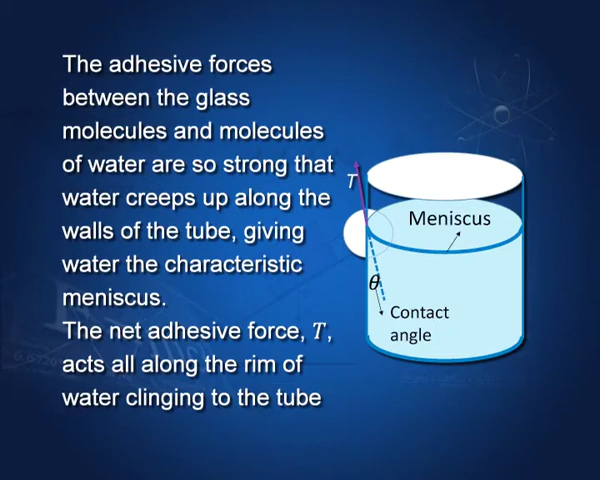 The adhesive forces
between the glass
molecules and molecules
of water are so strong that
water creeps up along the
walls of the tube, giving
water the characteristic
meniscus.
The net adhesive force, T,
acts all along the rim of
water clinging to the tube
T
Meniscus
θ
Contact
angle